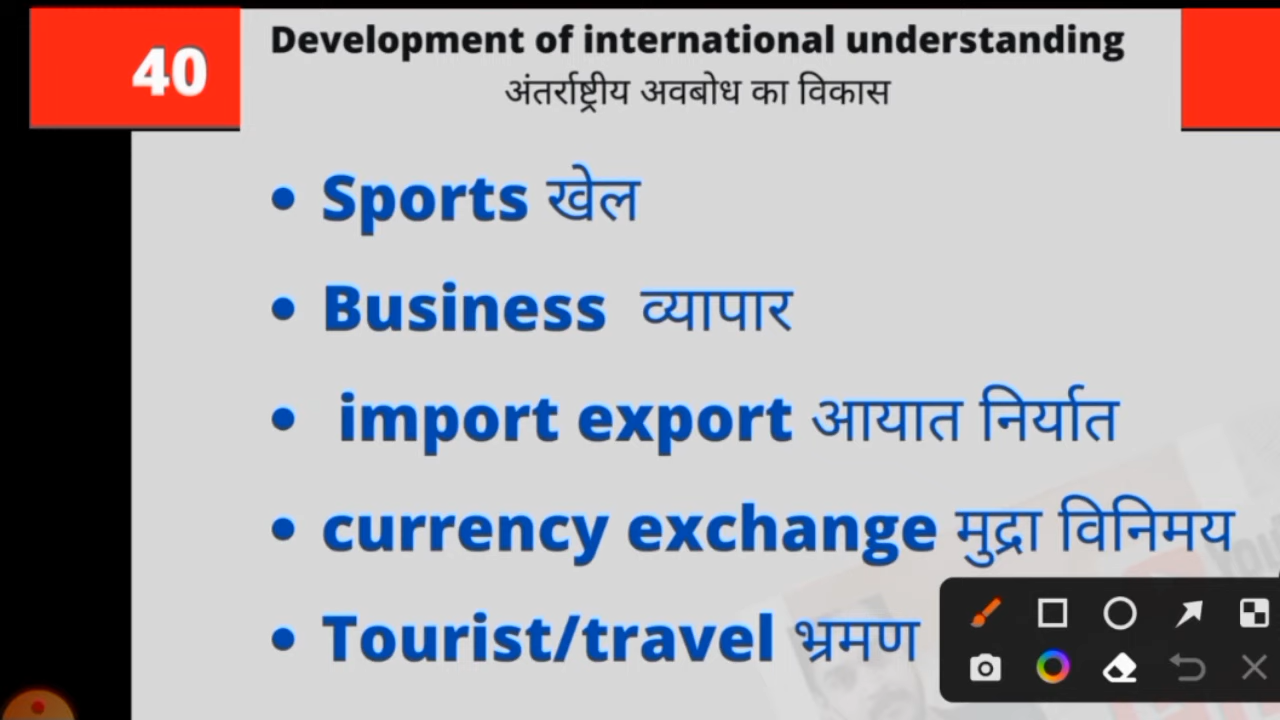 40
Development of international understanding
अंतर्राष्ट्रीय अवबोध का विकास
• Sports खेल
• Business व्यापार
• import export आयात निर्यात
• currency exchange मुद्रा विनिमय
• Tourist/travel भ्रमण